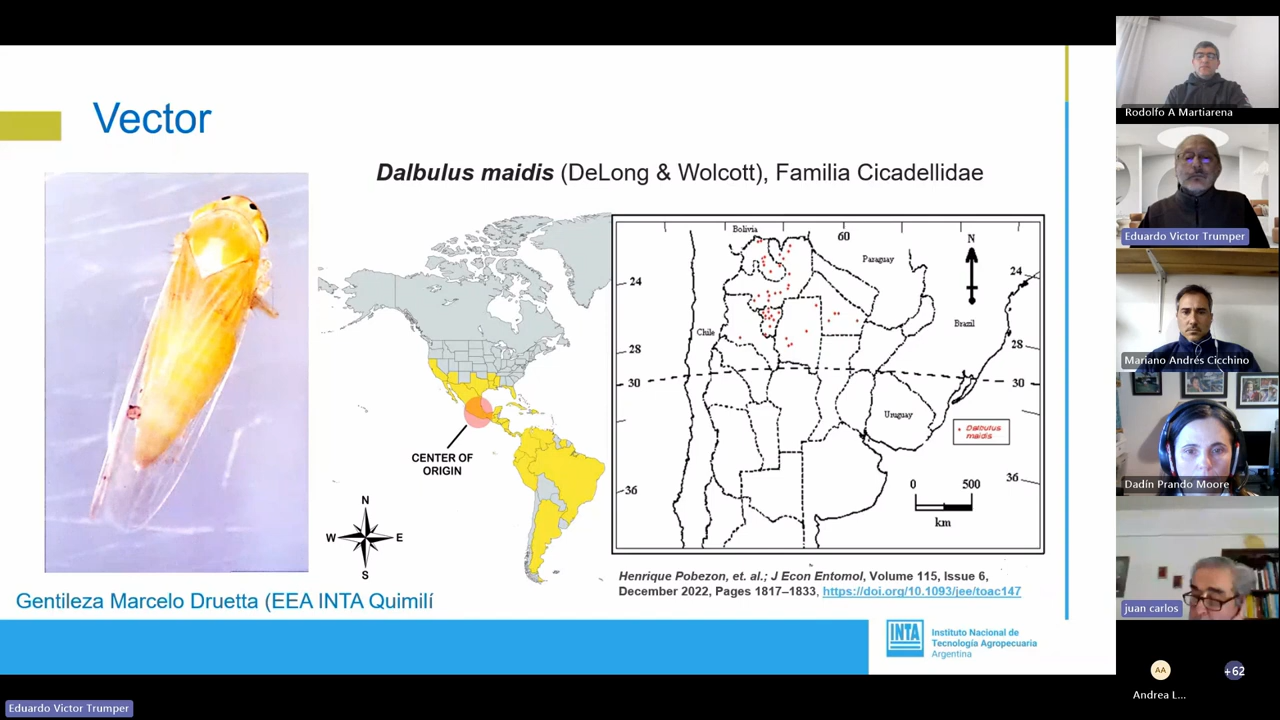 Vector
Dalbulus maidis (DeLong & Wolcott), Familia Cicadellidae
CENTER OF
ORIGIN
N
W
E
S
Bolivia
60
Paraguay
N
24
24
Chile
Brazil
28
28
30
30
Uruguay
Dalbulus
maidis
36
36
0
500
km
Henrique Pobezon, et. al.; J Econ Entomol, Volume 115, Issue 6,
December 2022, Pages 1817–1833, https://doi.org/10.1093/jee/toac147
Gentileza Marcelo Druetta (EEA INTA Quimilí
INTA
Instituto Nacional de
Tecnología Agropecuaria
Argentina
Rodolfo A Martiarena
Eduardo Victor Trumper
Mariano Andrés Cicchino
Dadín Prando Moore
juan carlos
AA
+62
Andrea L...
Eduardo Victor Trumper